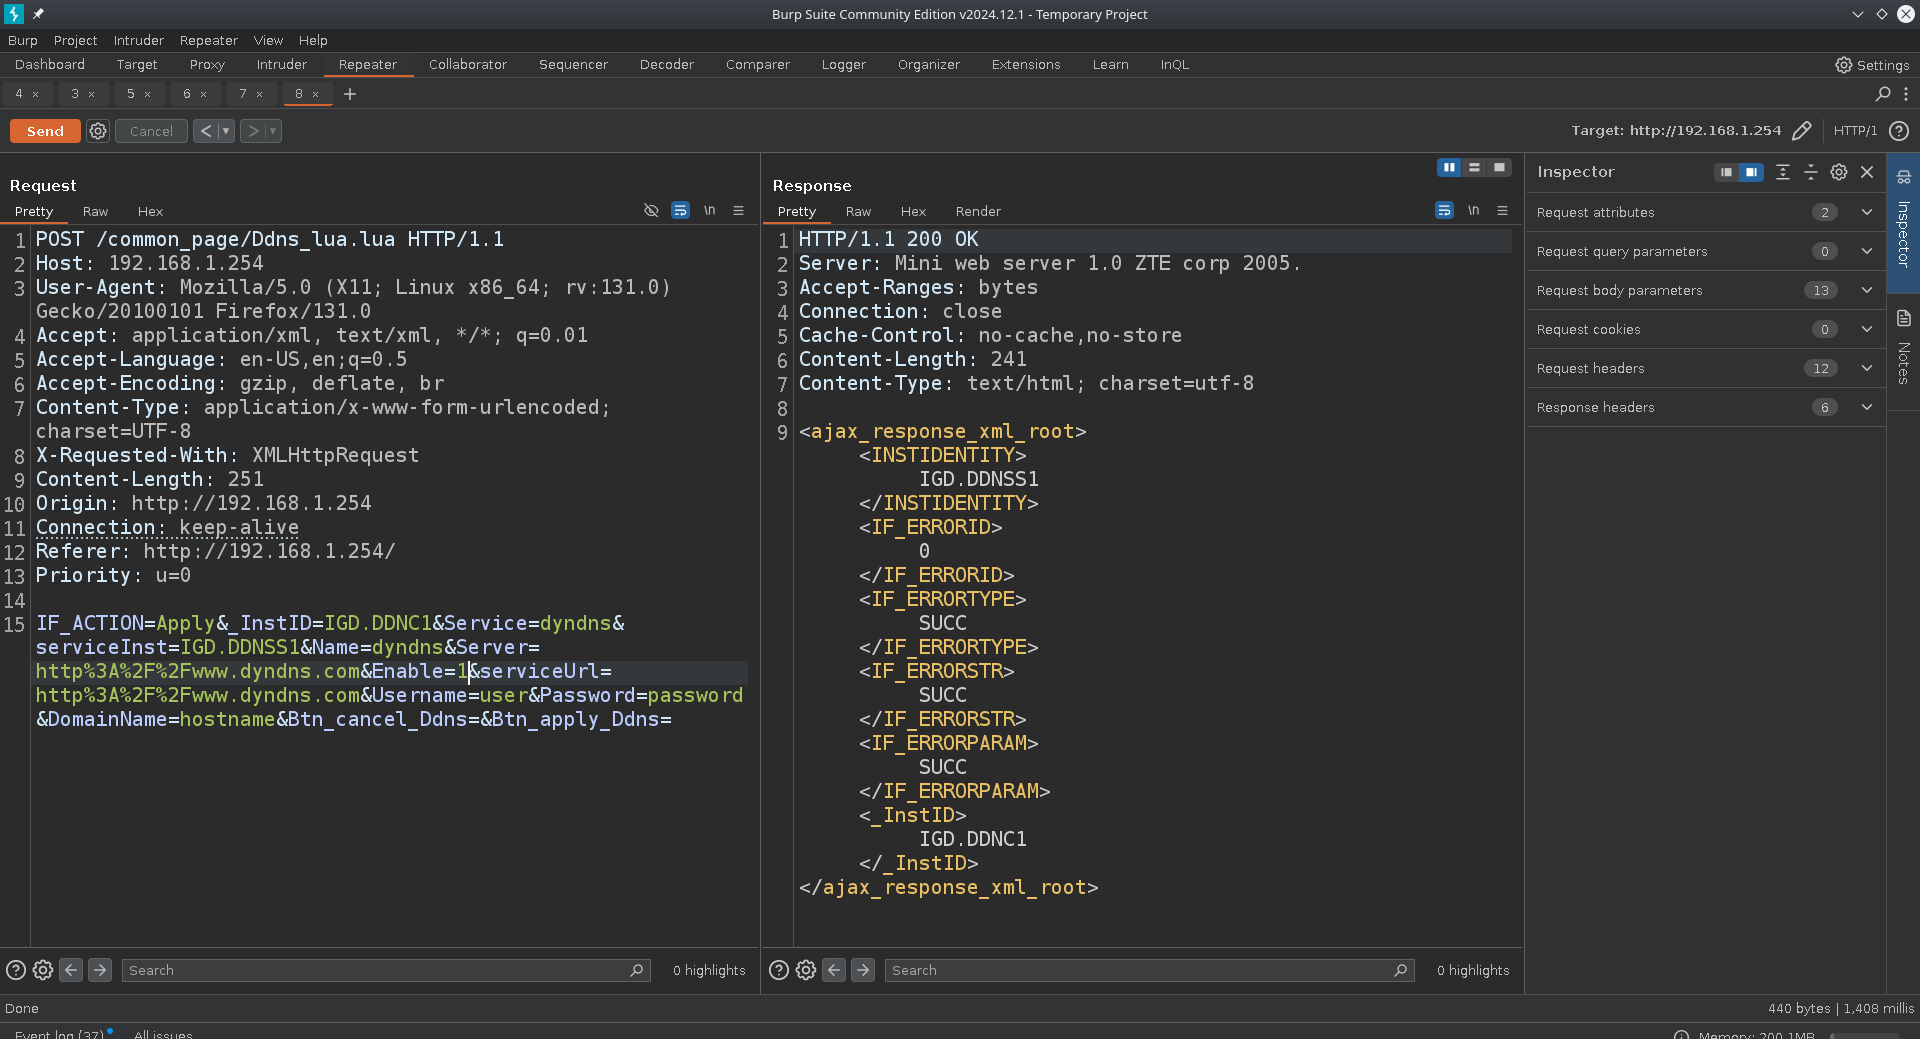 Burp Suite Community Edition v2024.12.1 - Temporary Project
Burp Project Intruder Repeater View Help
Dashboard Target Proxy Intruder Repeater Collaborator Sequencer Decoder Comparer Logger Organizer Extensions Learn InQL Settings
4 × 3 × 5 × 6 × 7 × 8 × +
Send Cancel < > Target: http://192.168.1.254 HTTP/1
Request
Pretty Raw Hex \n
1 POST /common_page/Ddns_lua.lua HTTP/1.1
2 Host: 192.168.1.254
3 User-Agent: Mozilla/5.0 (X11; Linux x86_64; rv:131.0)
Gecko/20100101 Firefox/131.0
4 Accept: application/xml, text/xml, */*; q=0.01
5 Accept-Language: en-US,en;q=0.5
6 Accept-Encoding: gzip, deflate, br
7 Content-Type: application/x-www-form-urlencoded;
charset=UTF-8
8 X-Requested-With: XMLHttpRequest
9 Content-Length: 251
10 Origin: http://192.168.1.254
11 Connection: keep-alive
12 Referer: http://192.168.1.254/
13 Priority: u=0
14
15 IF_ACTION=Apply&_InstID=IGD.DDNC1&Service=dyndns&
serviceInst=IGD.DDNSS1&Name=dyndns&Server=
http%3A%2F%2Fwww.dyndns.com&Enable=1&serviceUrl=
http%3A%2F%2Fwww.dyndns.com&Username=user&Password=password
&DomainName=hostname&Btn_cancel_Ddns=&Btn_apply_Ddns=
Search 0 highlights
Response
Pretty Raw Hex Render \n
1 HTTP/1.1 200 OK
2 Server: Mini web server 1.0 ZTE corp 2005.
3 Accept-Ranges: bytes
4 Connection: close
5 Cache-Control: no-cache,no-store
6 Content-Length: 241
7 Content-Type: text/html; charset=utf-8
8
9 <ajax_response_xml_root>
<INSTIDENTITY>
IGD.DDNSS1
</INSTIDENTITY>
<IF_ERRORID>
0
</IF_ERRORID>
<IF_ERRORTYPE>
SUCC
</IF_ERRORTYPE>
<IF_ERRORSTR>
SUCC
</IF_ERRORSTR>
<IF_ERRORPARAM>
SUCC
</IF_ERRORPARAM>
<_InstID>
IGD.DDNC1
</_InstID>
</ajax_response_xml_root>
Search 0 highlights
Inspector
Request attributes 2
Request query parameters 0
Request body parameters 13
Request cookies 0
Request headers 12
Response headers 6
Inspector
Notes
Done 440 bytes | 1,408 millis
Event log (37) All issues Memory: 200.1MB